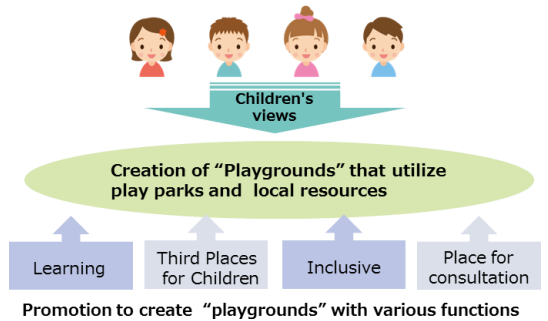 Children's
views
Creation of “Playgrounds” that utilize
play parks and local resources
Learning
Third Places
for Children
Inclusive
Place for
consultation
Promotion to create “playgrounds” with various functions